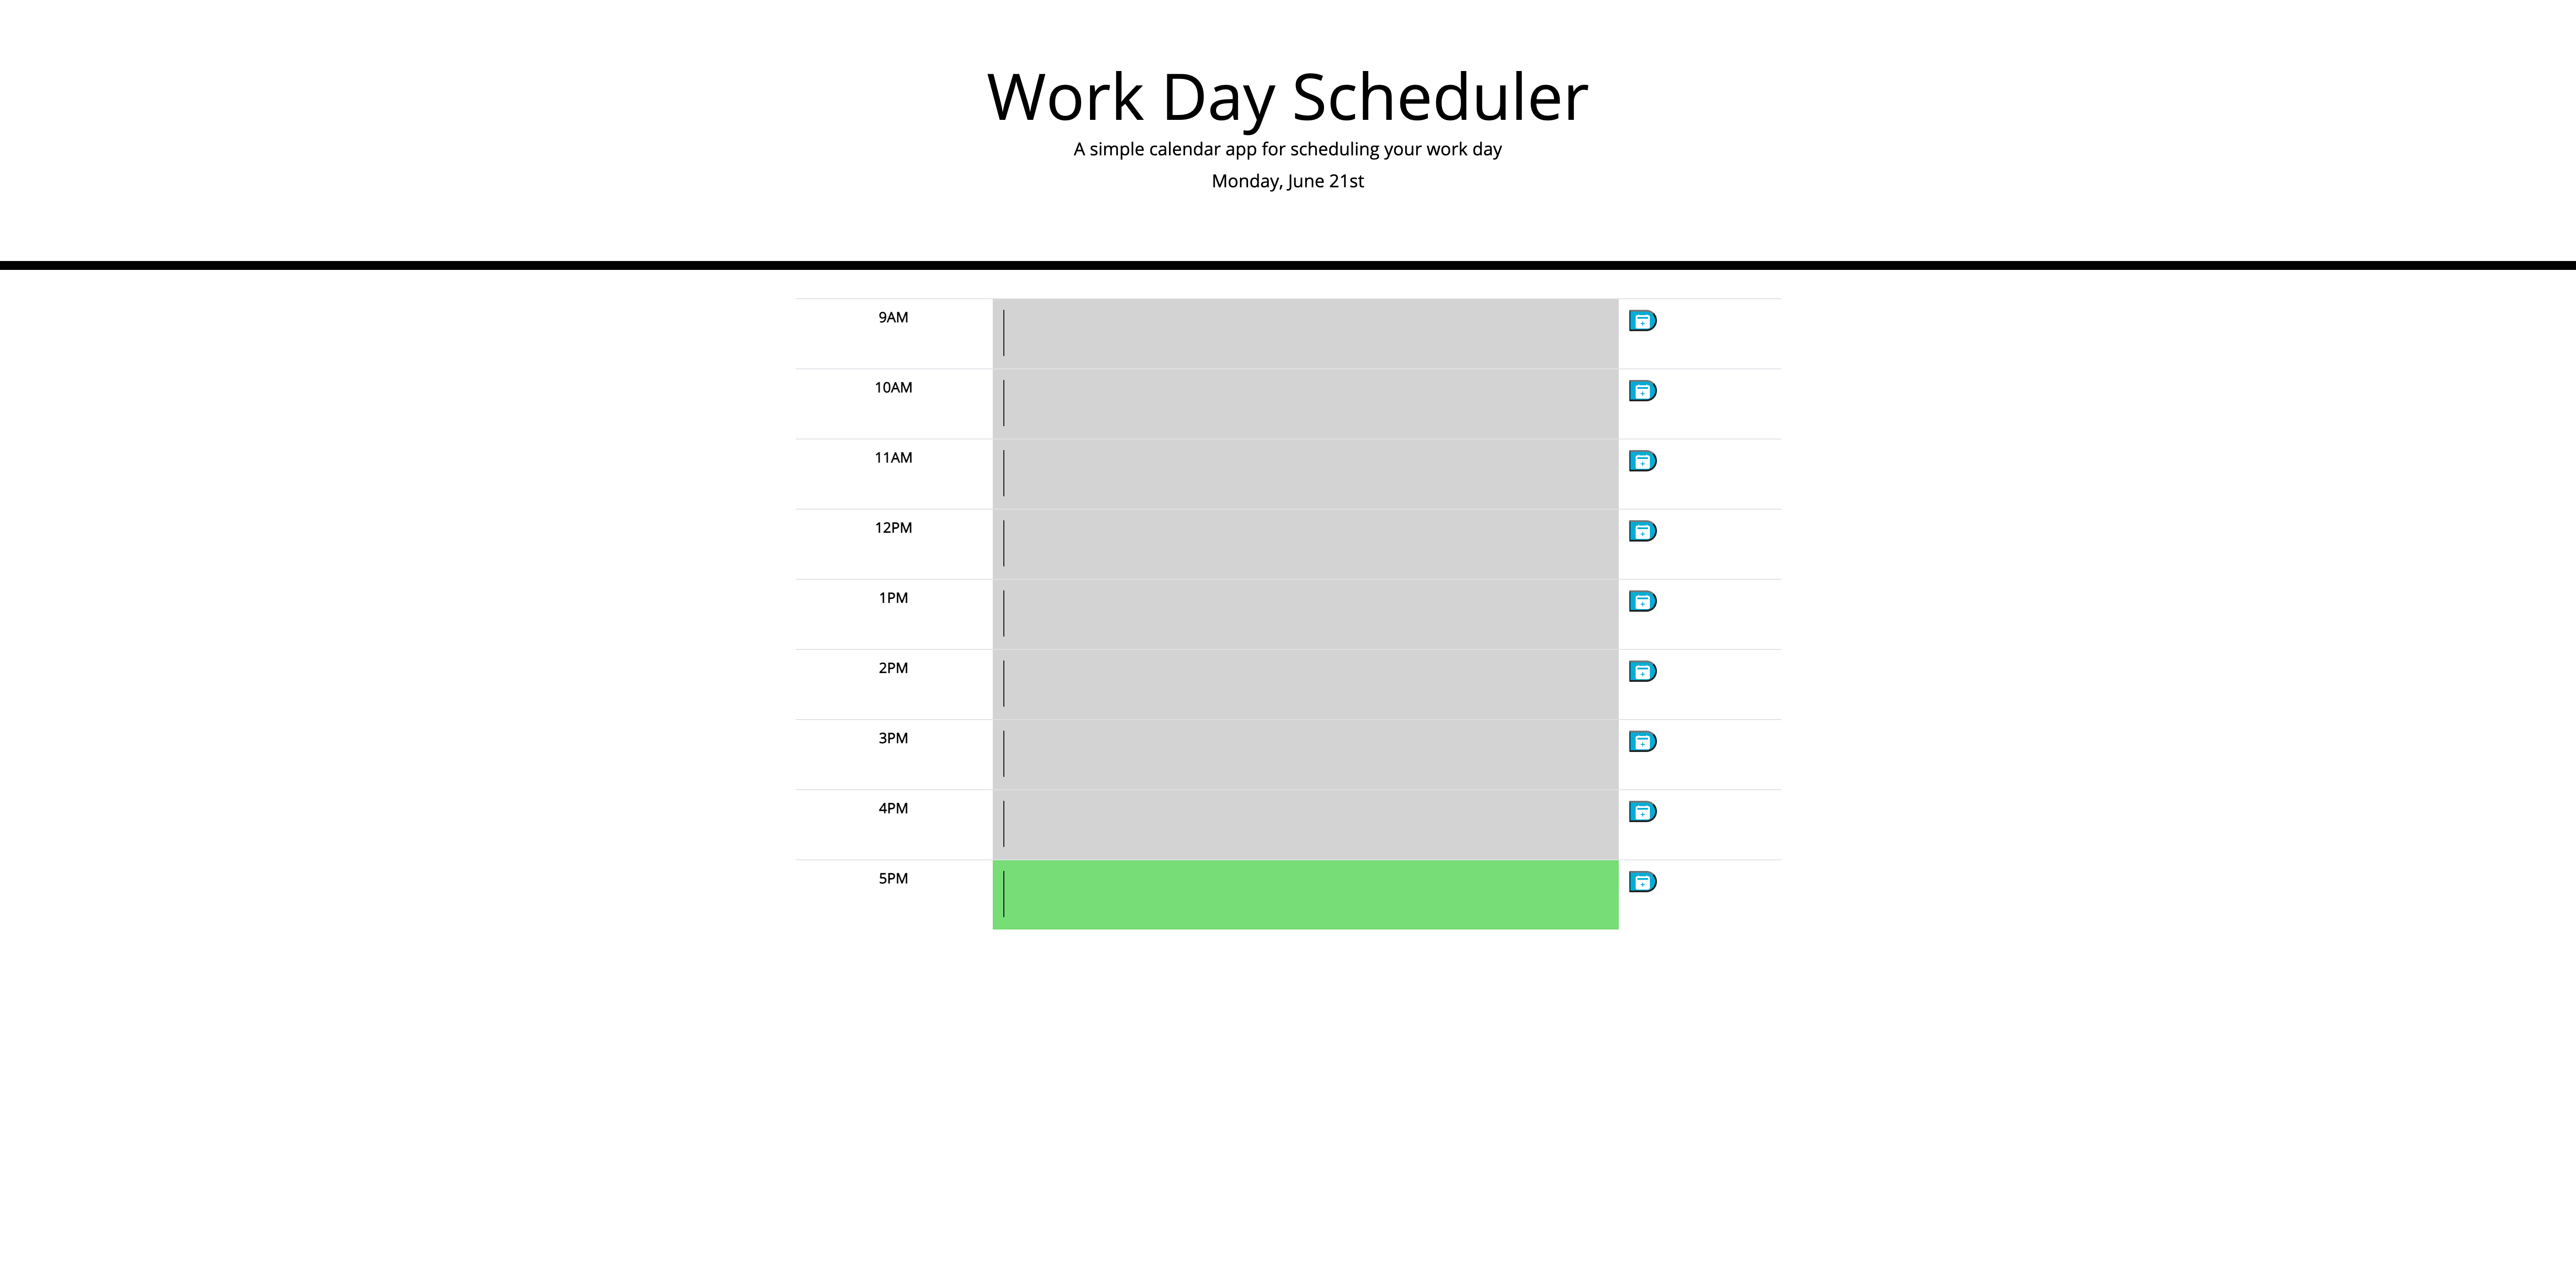 Work Day Scheduler
A simple calendar app for scheduling your work day
Monday, June 21st
9AM
10AM
11AM
12PM
1PM
2PM
3PM
4PM
5PM